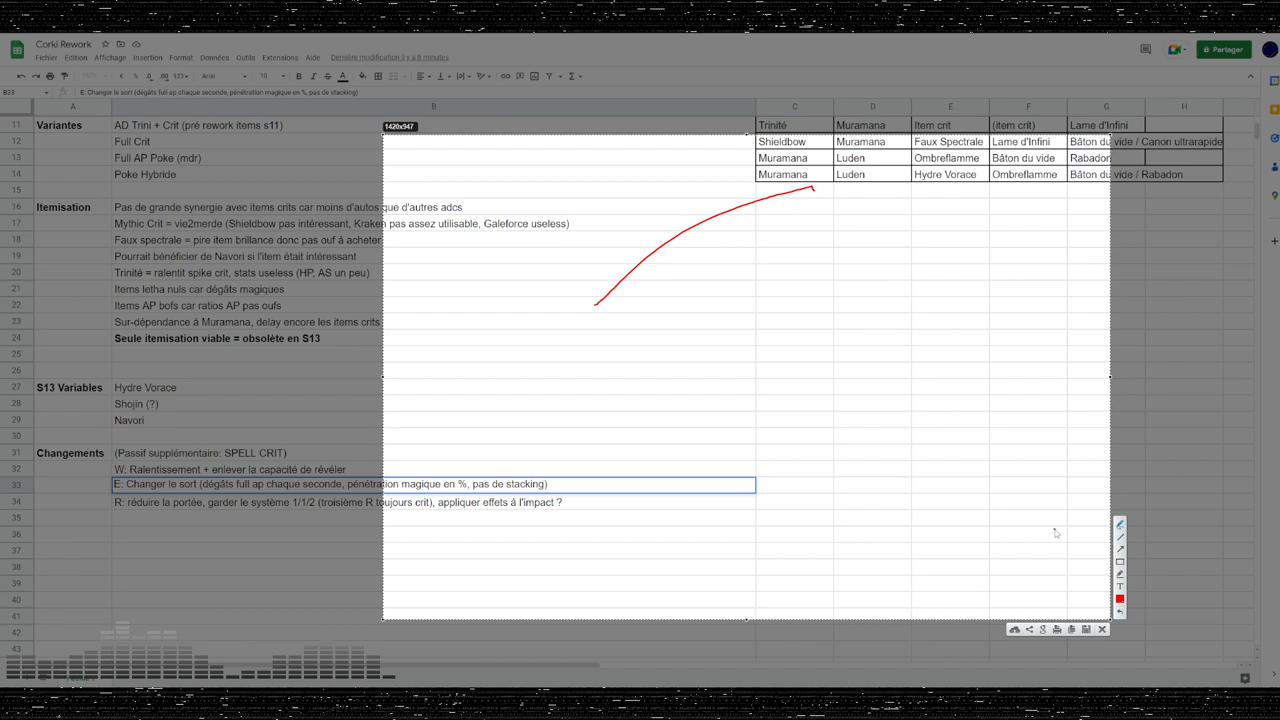 Corki Rework
Fichier Édition Affichage Insertion Format Données Outils Extensions Aide Dernière modification il y a 8 minutes
Partager
€ % .0 .00 123 Arial 10 B I S A
B33 E: Changer le sort (dégâts full ap chaque seconde, pénétration magique en %, pas de stacking)
A B C D E F G H
1420x947
11 Variantes AD Trini + Crit (pré rework items s11) Trinité Muramana Item crit (item crit) Lame d'Infini
12 Full Crit Shieldbow Muramana Faux Spectrale Lame d'Infini Bâton du vide / Canon ultrarapide
13 Full AP Poke (mdr) Muramana Luden Ombreflamme Bâton du vide Rabadon
14 Poke Hybride Muramana Luden Hydre Vorace Ombreflamme Bâton du vide / Rabadon
15
16 Itemisation Pas de grande synergie avec items crits car moins d'autos que d'autres adcs
17 Mythic Crit = vie2merde (Shieldbow pas intéressant, Kraken pas assez utilisable, Galeforce useless)
18 Faux spectrale = pire item brillance donc pas ouf à acheter
19 Pourrait bénéficier de Navori si l'item était intéressant
20 Trinité = ralentit spike crit, stats useless (HP, AS un peu)
21 Items letha nuls car dégâts magiques
22 Items AP bofs car ratios AP pas oufs
23 Sur-dépendance à Muramana, delay encore les items crits
24 Seule itemisation viable = obsolète en S13
25
26
27 S13 Variables Hydre Vorace
28 Shojin (?)
29 Navori
30
31 Changements (Passif supplémentaire: SPELL CRIT)
32 W: Ralentissement + enlever la capacité de révéler
33 E: Changer le sort (dégâts full ap chaque seconde, pénétration magique en %, pas de stacking)
34 R: réduire la portée, garder le système 1/1/2 (troisième R toujours crit), appliquer effets à l'impact ?
35
36
37
38
39
40
41
42
43